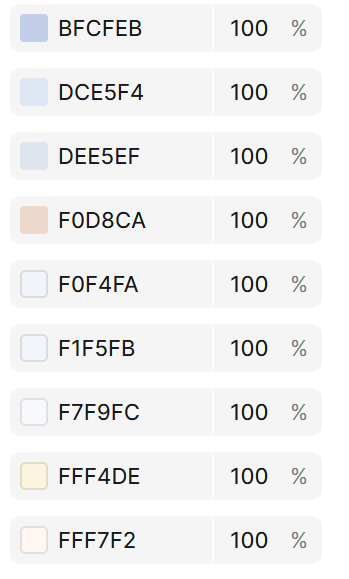 BFCFEB 100 %
DCE5F4 100 %
DEE5EF 100 %
F0D8CA 100 %
F0F4FA 100 %
F1F5FB 100 %
F7F9FC 100 %
FFF4DE 100 %
FFF7F2 100 %